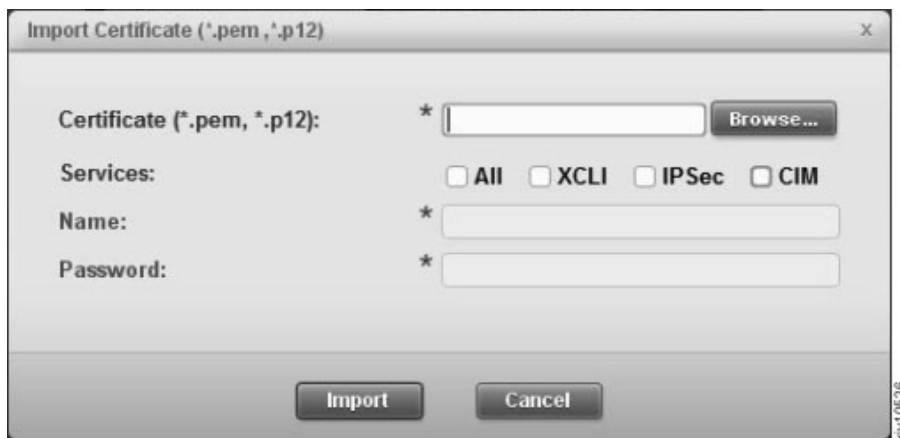 Import Certificate (*.pem ,*.p12)
x
Certificate (*.pem, *.p12): * Browse...
Services: All XCLI IPSec CIM
Name: *
Password: *
Import Cancel